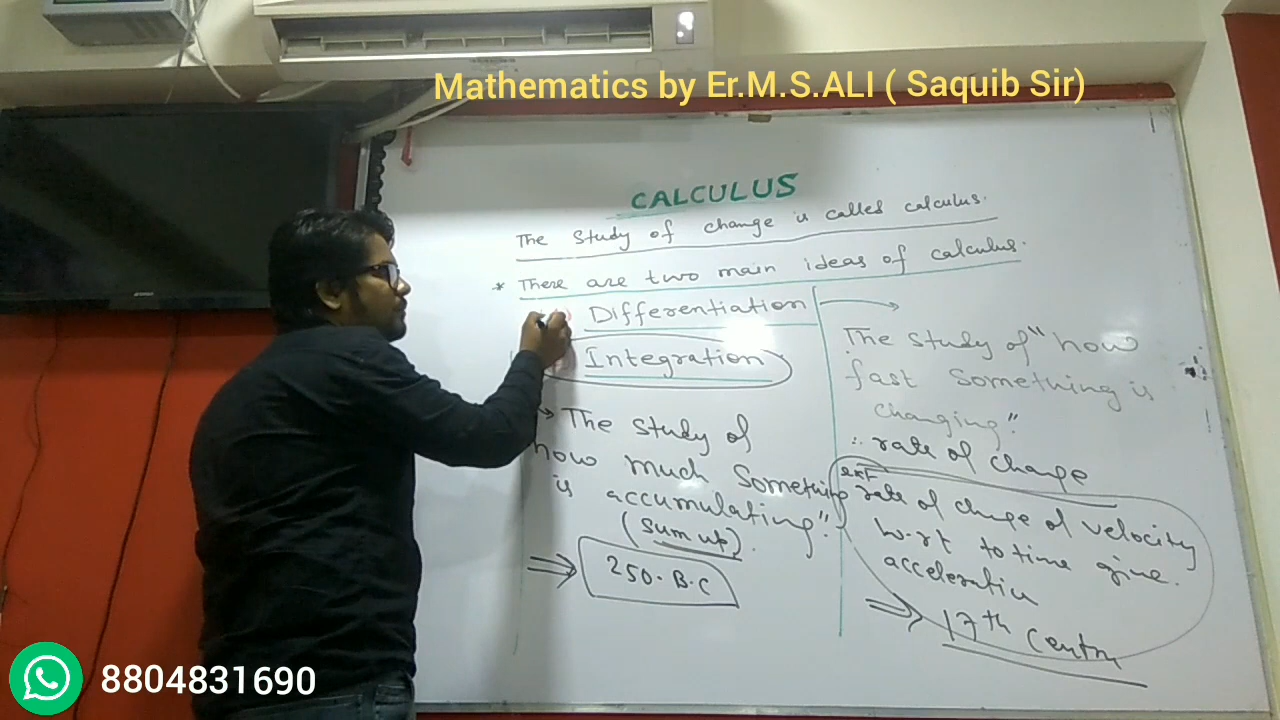 Mathematics by Er.M.S.ALI ( Saquib Sir)
CALCULUS
The study of change is called calculus.
* There are two main ideas of calculus.
Differentiation
Integration
The study of
how much something
is accumulating".
(sum up).
250.B.C
The study of "how
fast something is
changing".
∴ rate of change
ext rate of change of velocity
w.rt to time give.
acceleration
17th Century
8804831690